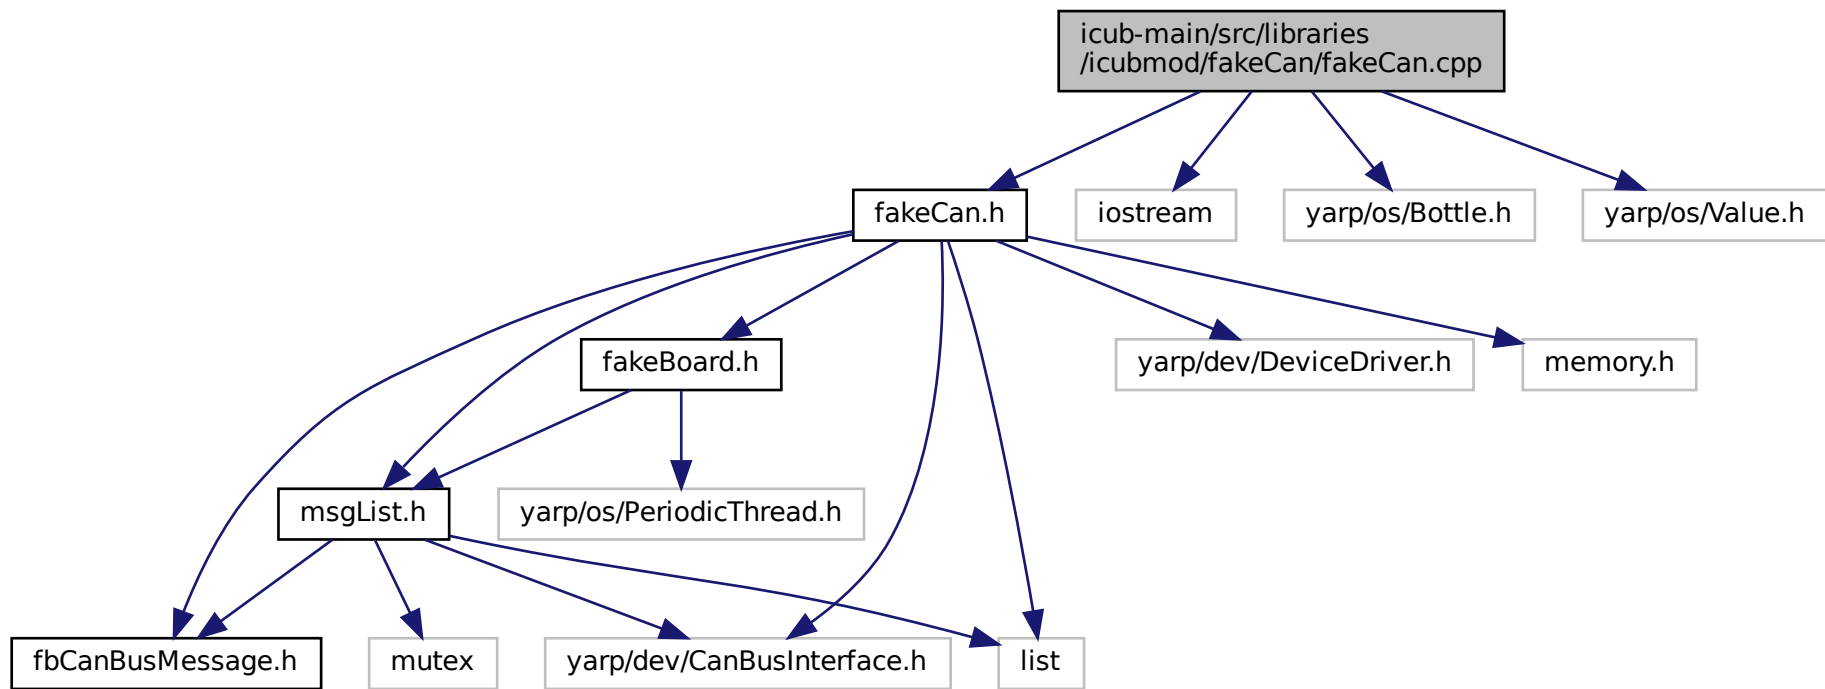 icub-main/src/libraries
/icubmod/fakeCan/fakeCan.cpp
fakeCan.h
iostream
yarp/os/Bottle.h
yarp/os/Value.h
fakeBoard.h
yarp/dev/DeviceDriver.h
memory.h
msgList.h
yarp/os/PeriodicThread.h
fbCanBusMessage.h
mutex
yarp/dev/CanBusInterface.h
list